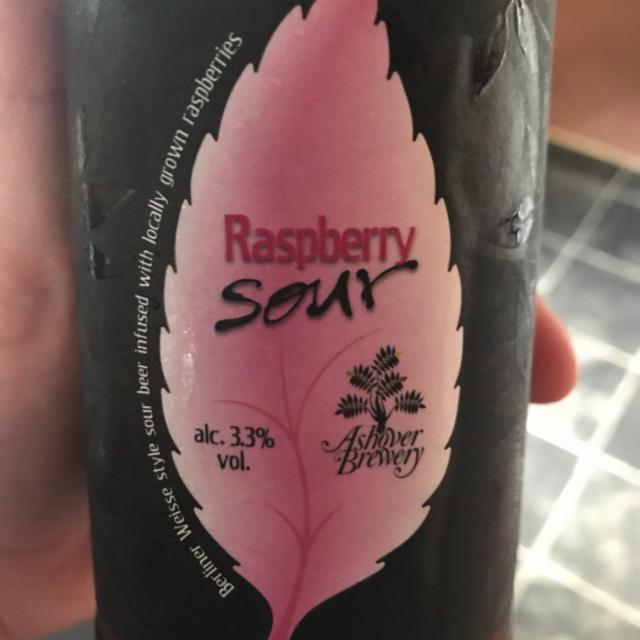 Berliner Weisse style sour beer infused with locally grown raspberries
Raspberry
sour
alc. 3.3%
vol.
Ashover
Brewery